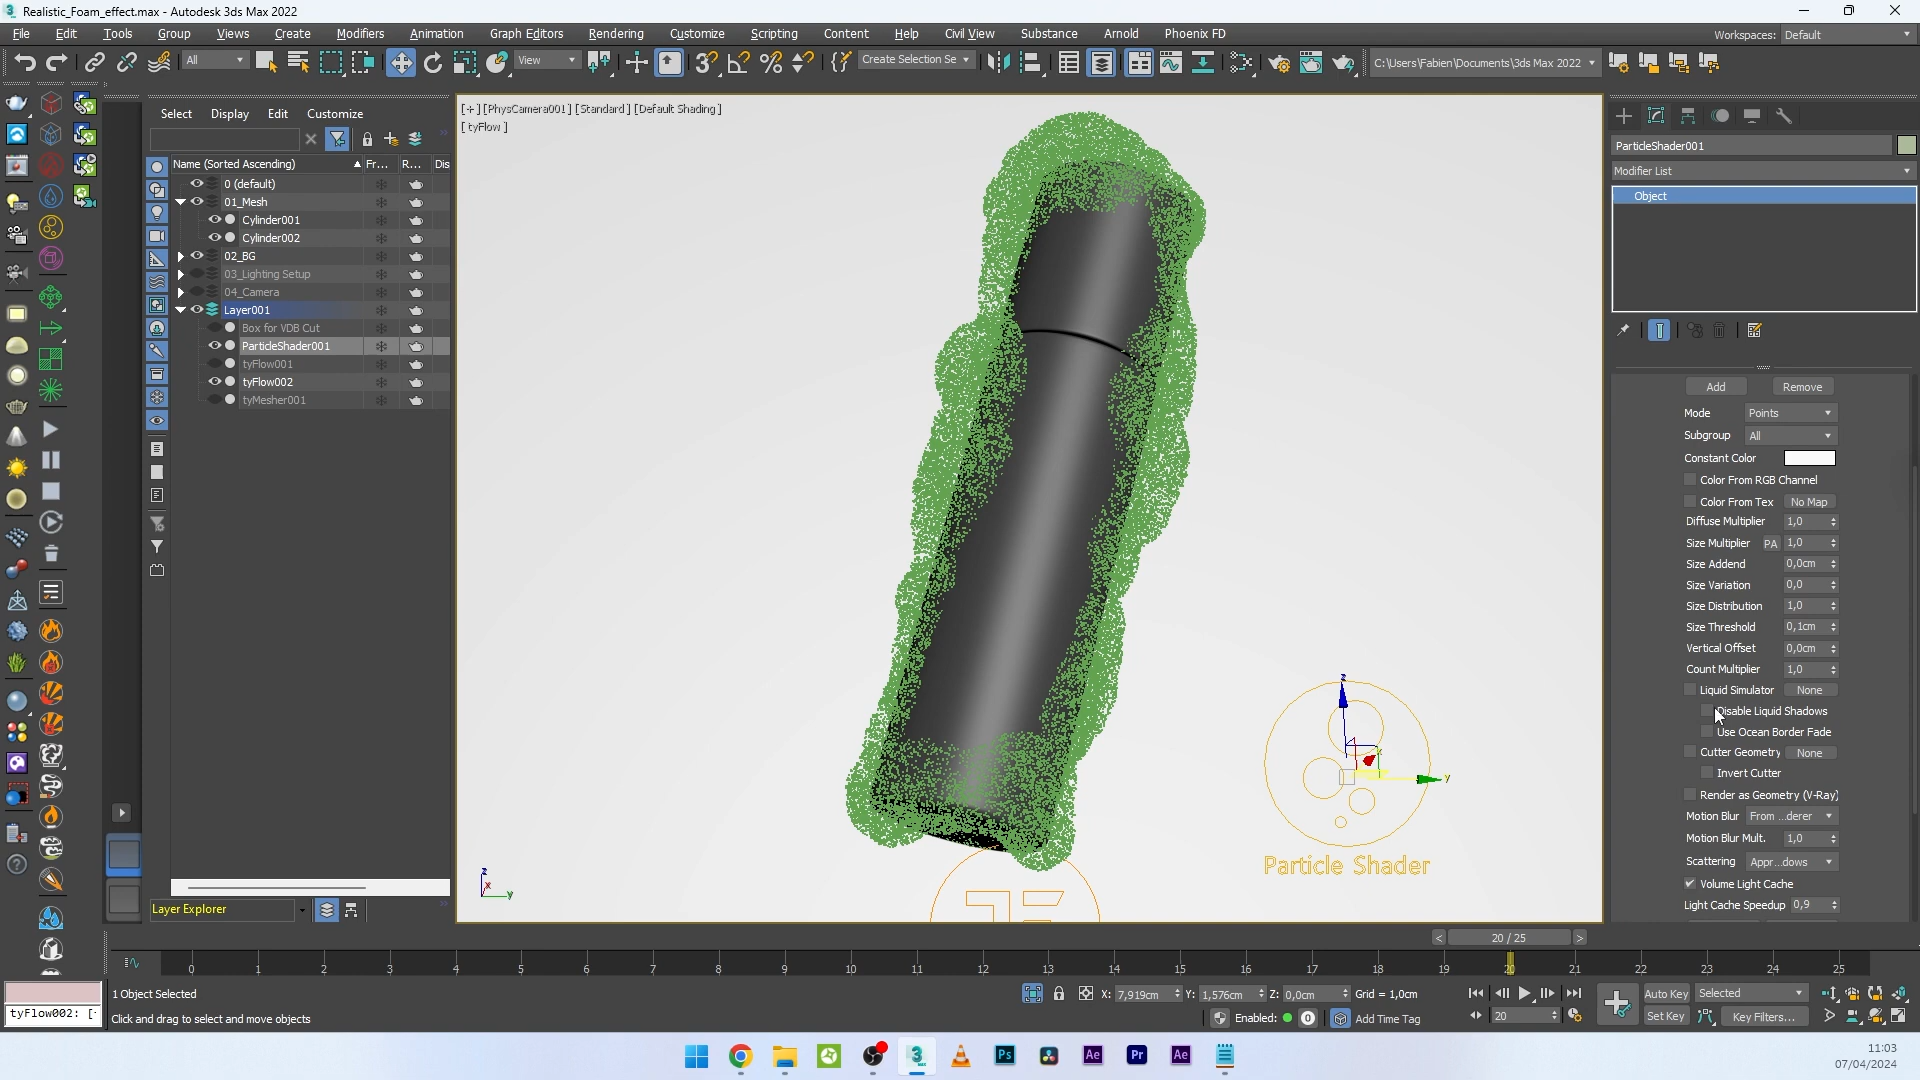 Realistic_Foam_effect.max - Autodesk 3ds Max 2022
File Edit Tools Group Views Create Modifiers Animation Graph Editors Rendering Customize Scripting Content Help Civil View Substance Arnold Phoenix FD
Workspaces: Default
All View Create Selection Se C:\Users\Fabien\Documents\3ds Max 2022
Select Display Edit Customize
[+] [PhysCamera001] [Standard] [Default Shading]
[tyFlow]
Name (Sorted Ascending) Fr... R... Dis
0 (default)
01_Mesh
Cylinder001
Cylinder002
02_BG
03_Lighting Setup
04_Camera
Layer001
Box for VDB Cut
ParticleShader001
tyFlow001
tyFlow002
tyMesher001
Layer Explorer
Particle Shader
z
y
z
x
y
ParticleShader001
Modifier List
Object
Add Remove
Mode Points
Subgroup All
Constant Color
Color From RGB Channel
Color From Tex No Map
Diffuse Multiplier 1,0
Size Multiplier PA 1,0
Size Addend 0,0cm
Size Variation 0,0
Size Distribution 1,0
Size Threshold 0,1cm
Vertical Offset 0,0cm
Count Multiplier 1,0
Liquid Simulator None
Disable Liquid Shadows
Use Ocean Border Fade
Cutter Geometry None
Invert Cutter
Render as Geometry (V-Ray)
Motion Blur From ...derer
Motion Blur Mult. 1,0
Scattering Appr...dows
Volume Light Cache
Light Cache Speedup 0,9
< 20 / 25 >
0 1 2 3 4 5 6 7 8 9 10 11 12 13 14 15 16 17 18 19 20 21 22 23 24 25
1 Object Selected X: 7,919cm Y: 1,576cm Z: 0,0cm Grid = 1,0cm Auto Key Selected
tyFlow002: [ Click and drag to select and move objects Enabled: 0 Add Time Tag 20 Set Key Key Filters...
3 MAX Ps Ae Pr Ae
11:03
07/04/2024